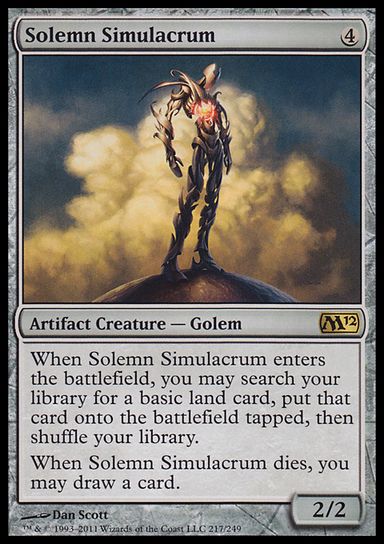 Solemn Simulacrum 4
Artifact Creature — Golem M12
When Solemn Simulacrum enters
the battlefield, you may search your
library for a basic land card, put that
card onto the battlefield tapped, then
shuffle your library.
When Solemn Simulacrum dies, you
may draw a card.
2/2
Dan Scott
™ & © 1993–2011 Wizards of the Coast LLC 217/249